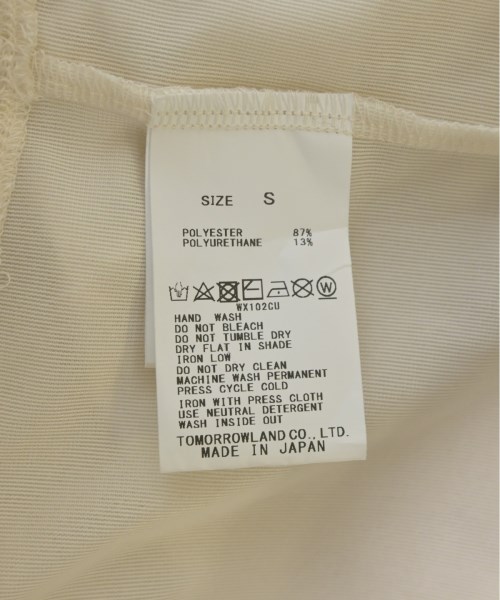 SIZE S
POLYESTER 87%
POLYURETHANE 13%
W
WX102CU
HAND WASH
DO NOT BLEACH
DO NOT TUMBLE DRY
DRY FLAT IN SHADE
IRON LOW
DO NOT DRY CLEAN
MACHINE WASH PERMANENT
PRESS CYCLE COLD
IRON WITH PRESS CLOTH
USE NEUTRAL DETERGENT
WASH INSIDE OUT
TOMORROWLAND CO., LTD.
MADE IN JAPAN